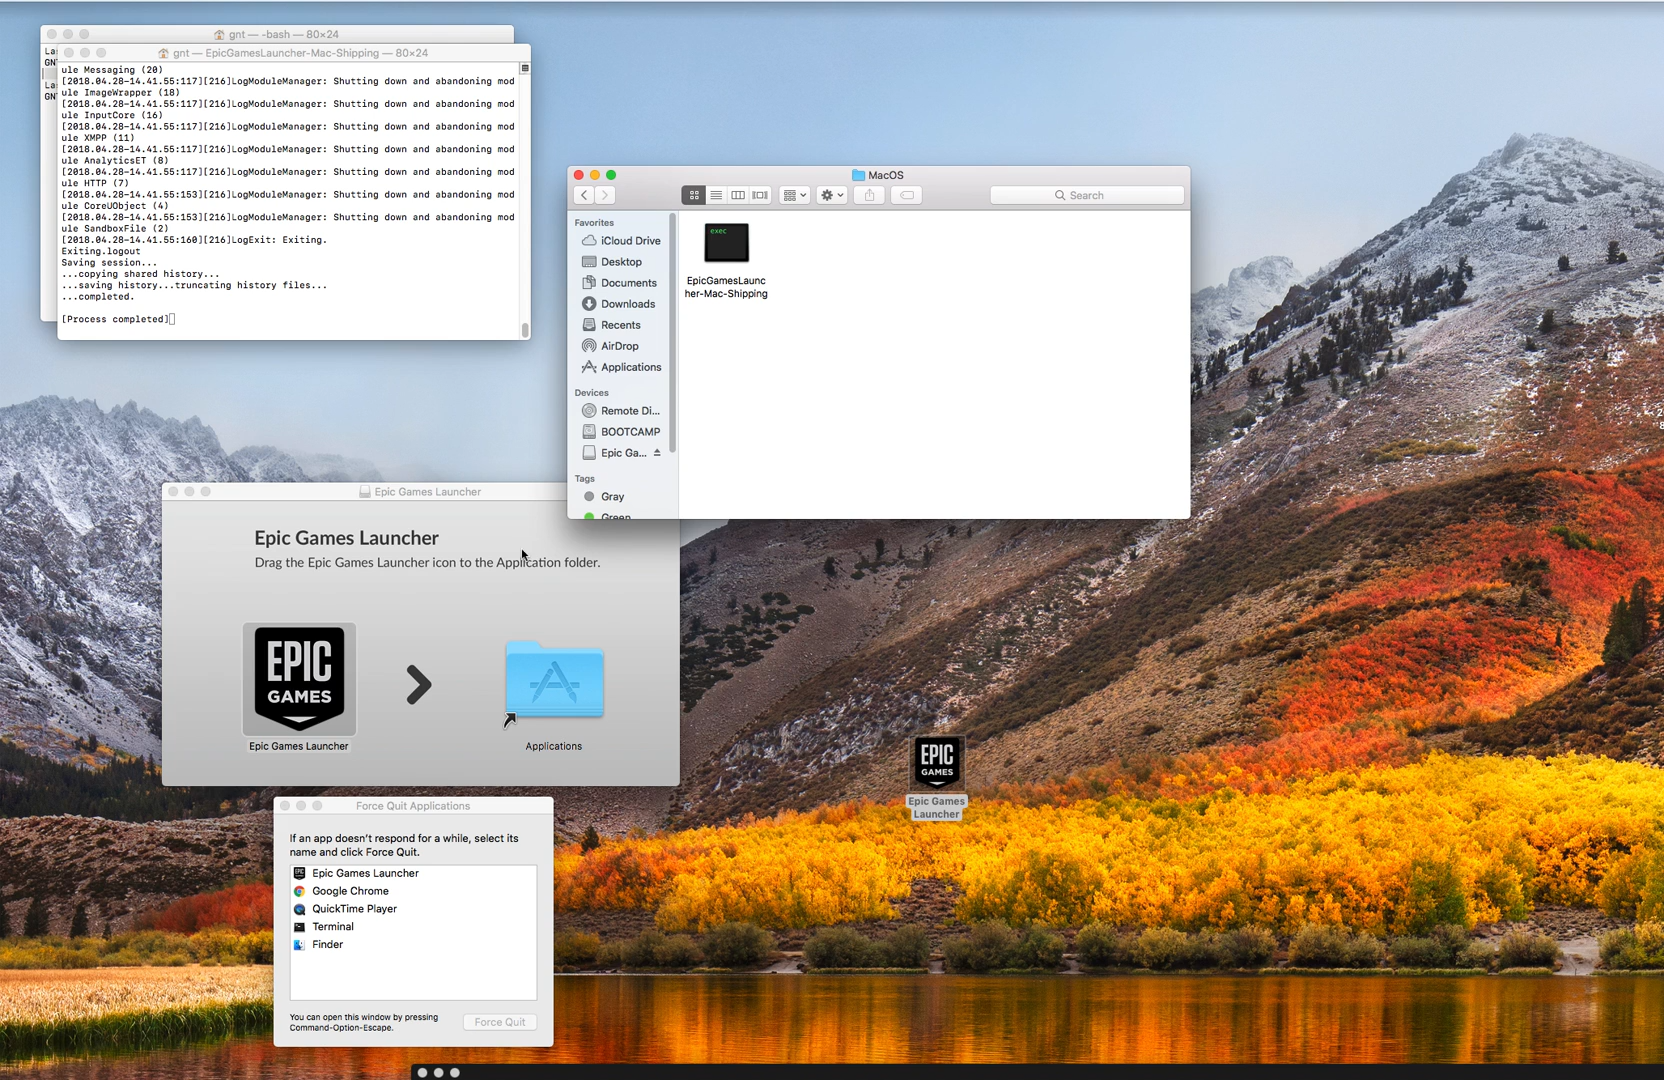 gnt — -bash — 80×24
La
GN
La
GN
gnt — EpicGamesLauncher-Mac-Shipping — 80×24
ule Messaging (20)
[2018.04.28-14.41.55:117][216]LogModuleManager: Shutting down and abandoning mod
ule ImageWrapper (18)
[2018.04.28-14.41.55:117][216]LogModuleManager: Shutting down and abandoning mod
ule InputCore (16)
[2018.04.28-14.41.55:117][216]LogModuleManager: Shutting down and abandoning mod
ule XMPP (11)
[2018.04.28-14.41.55:117][216]LogModuleManager: Shutting down and abandoning mod
ule AnalyticsET (8)
[2018.04.28-14.41.55:117][216]LogModuleManager: Shutting down and abandoning mod
ule HTTP (7)
[2018.04.28-14.41.55:153][216]LogModuleManager: Shutting down and abandoning mod
ule CoreUObject (4)
[2018.04.28-14.41.55:153][216]LogModuleManager: Shutting down and abandoning mod
ule SandboxFile (2)
[2018.04.28-14.41.55:160][216]LogExit: Exiting.
Exiting.logout
Saving session...
...copying shared history...
...saving history...truncating history files...
...completed.
[Process completed]
MacOS
Search
Favorites
iCloud Drive
Desktop
Documents
Downloads
Recents
AirDrop
Applications
Devices
Remote Di...
BOOTCAMP
Epic Ga...
Tags
Gray
Green
exec
EpicGamesLaunc
her-Mac-Shipping
Epic Games Launcher
Epic Games Launcher
Drag the Epic Games Launcher icon to the Application folder.
EPIC
GAMES
Epic Games Launcher
Applications
EPIC
GAMES
Epic Games
Launcher
Force Quit Applications
If an app doesn't respond for a while, select its
name and click Force Quit.
Epic Games Launcher
Google Chrome
QuickTime Player
Terminal
Finder
You can open this window by pressing
Command-Option-Escape.
Force Quit